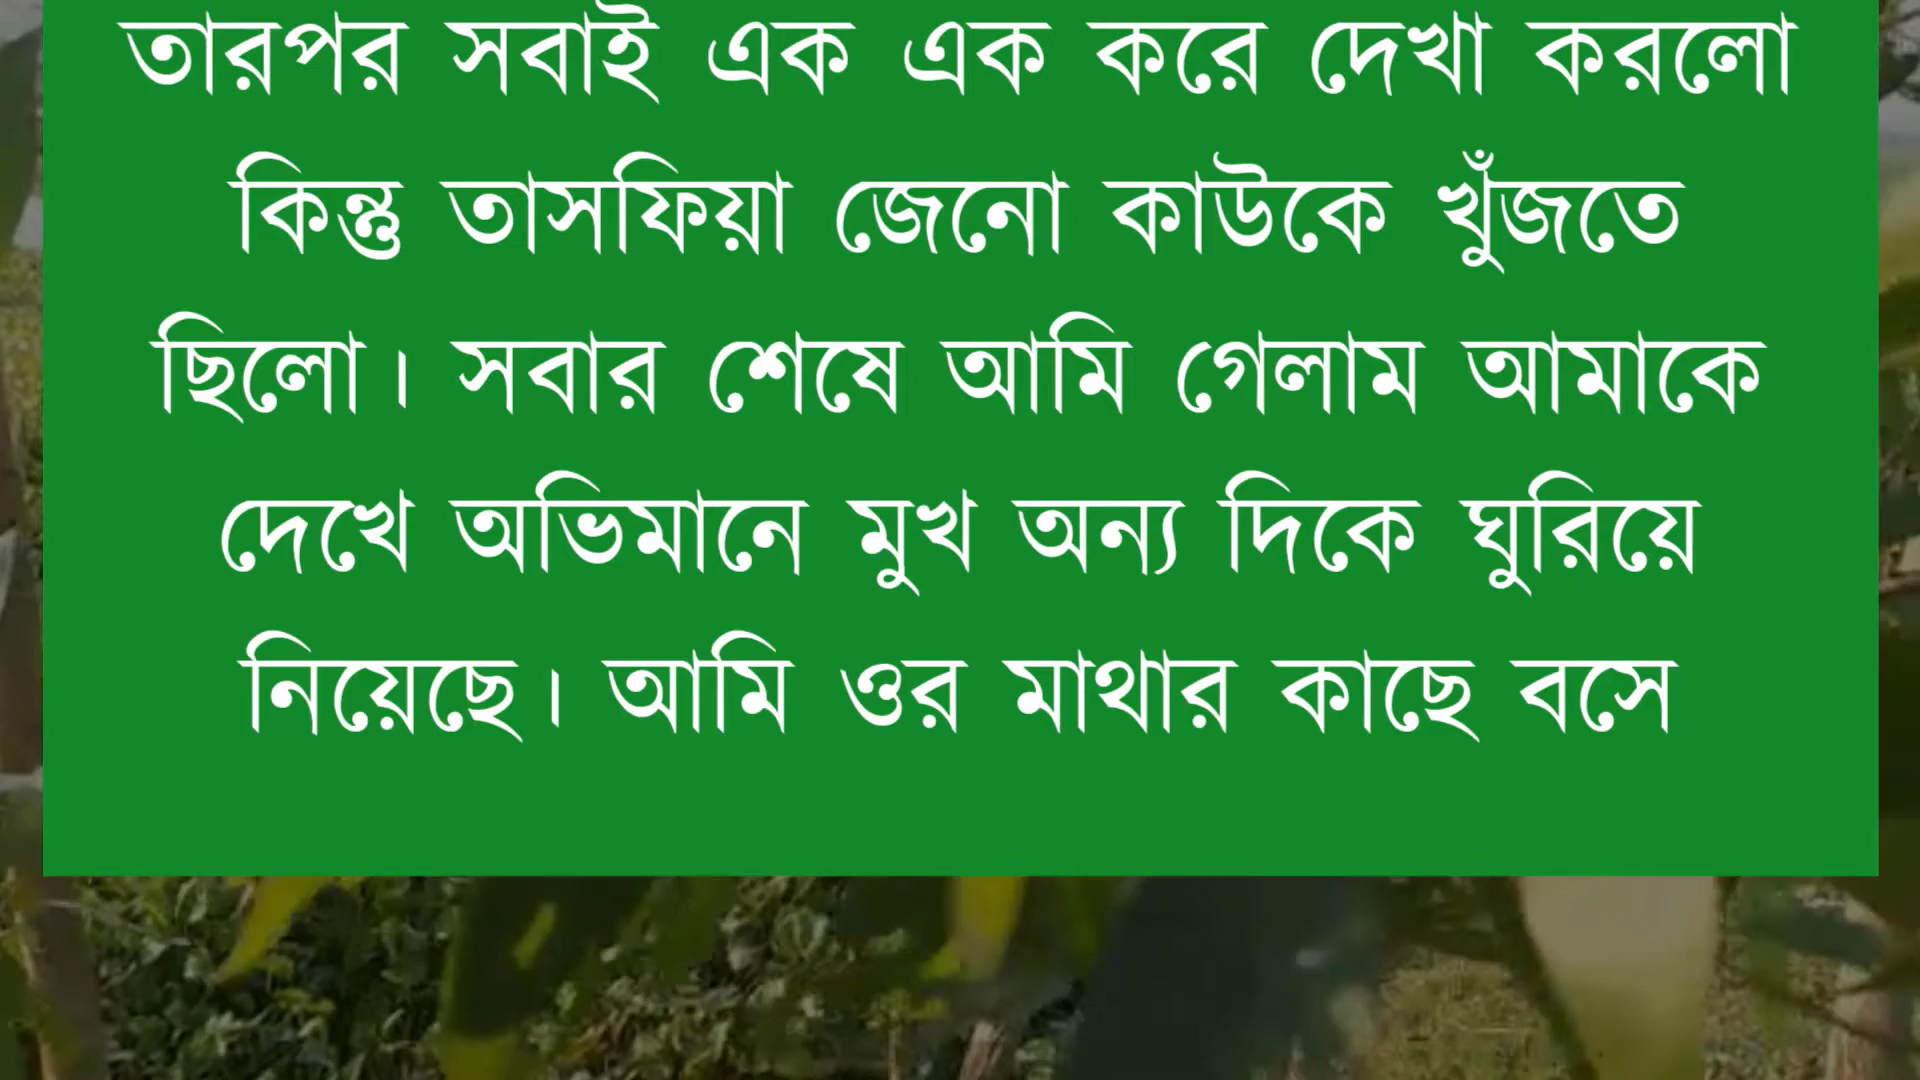 তারপর সবাই এক এক করে দেখা করলো
কিন্তু তাসফিয়া জেনো কাউকে খুঁজতে
ছিলো। সবার শেষে আমি গেলাম আমাকে
দেখে অভিমানে মুখ অন্য দিকে ঘুরিয়ে
নিয়েছে। আমি ওর মাথার কাছে বসে